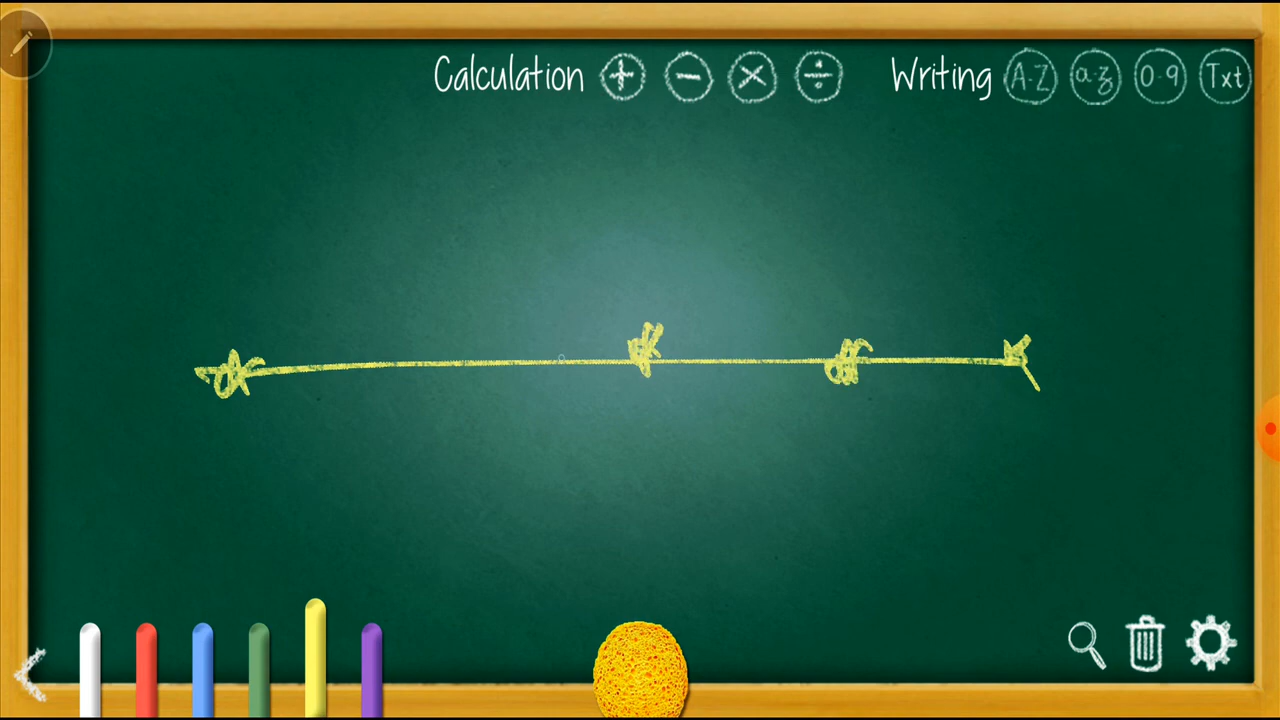 Calculation + − × ÷ Writing A-Z a-z 0-9 Txt